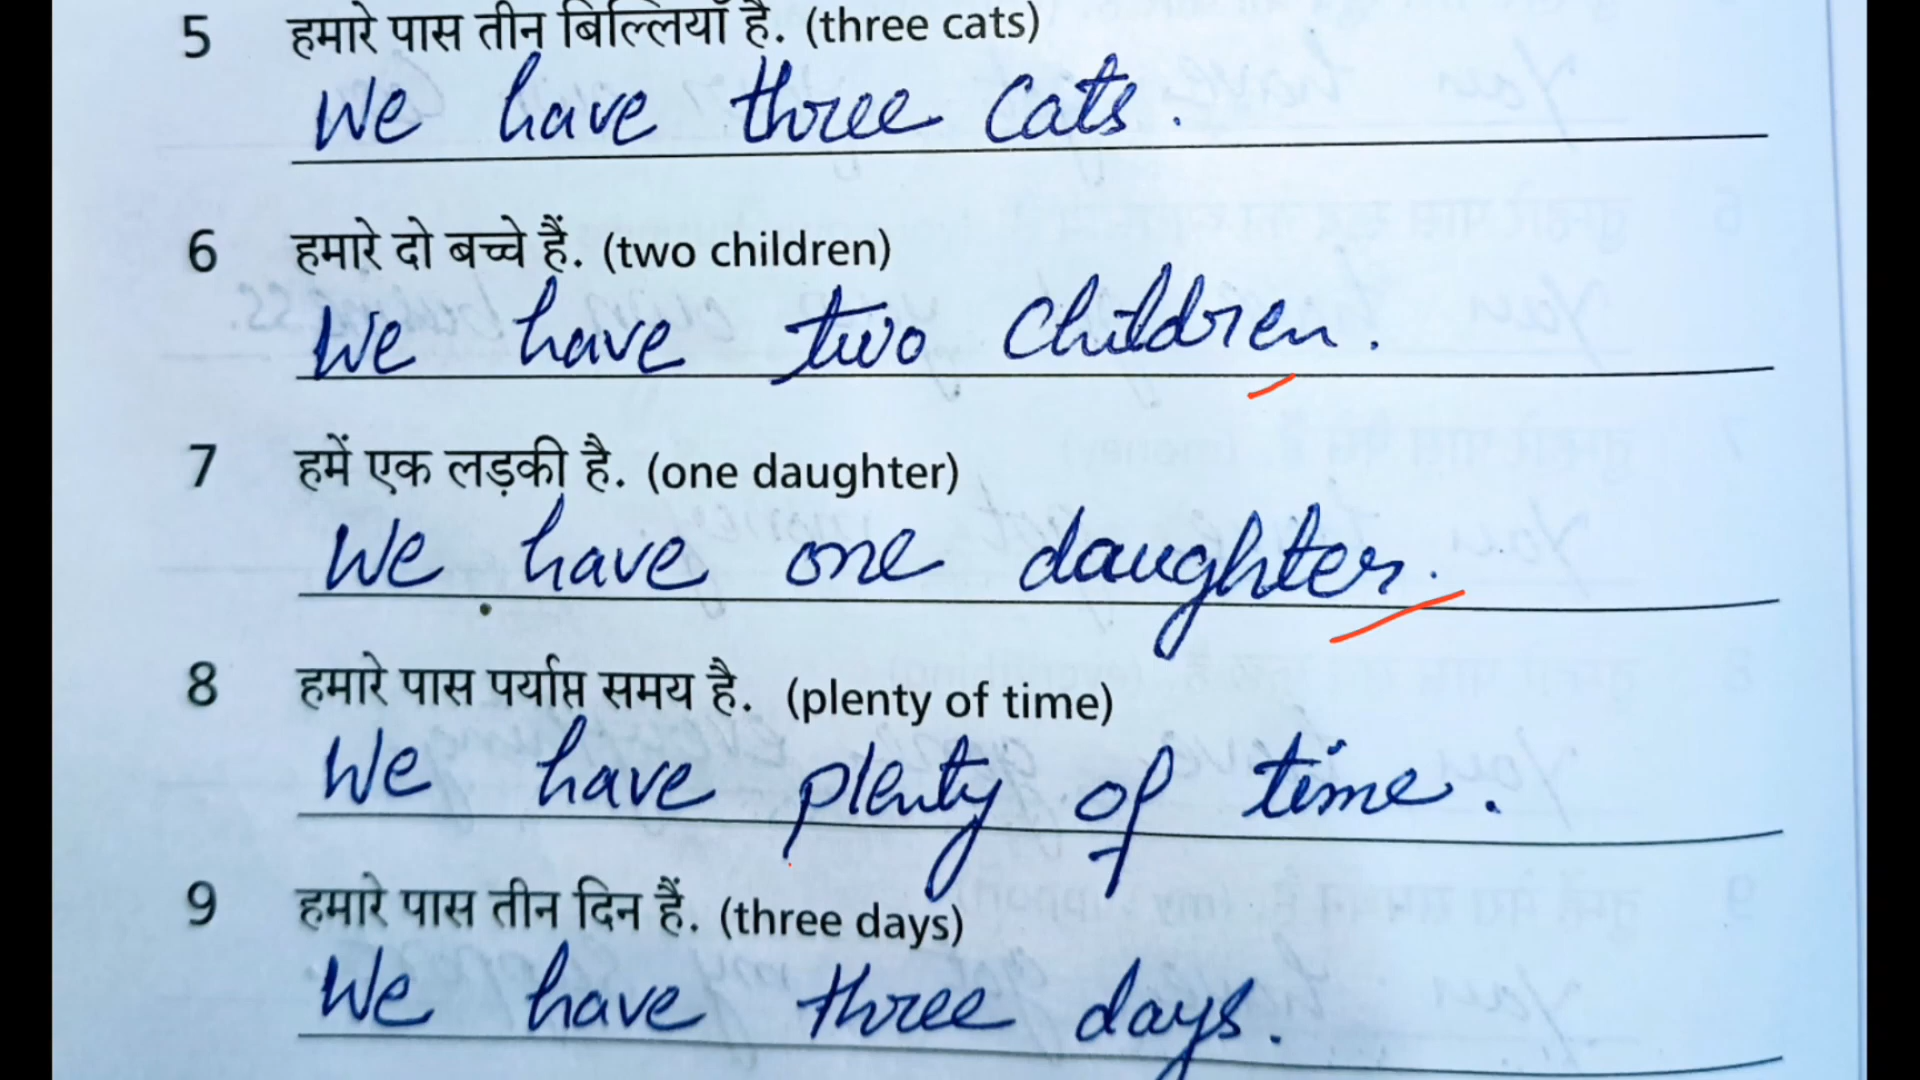 5 हमारे पास तीन बिल्लियाँ है. (three cats)
We have three cats.
6 हमारे दो बच्चे हैं. (two children)
We have two children.
7 हमें एक लड़की है. (one daughter)
We have one daughter.
8 हमारे पास पर्याप्त समय है. (plenty of time)
We have plenty of time.
9 हमारे पास तीन दिन हैं. (three days)
We have three days.